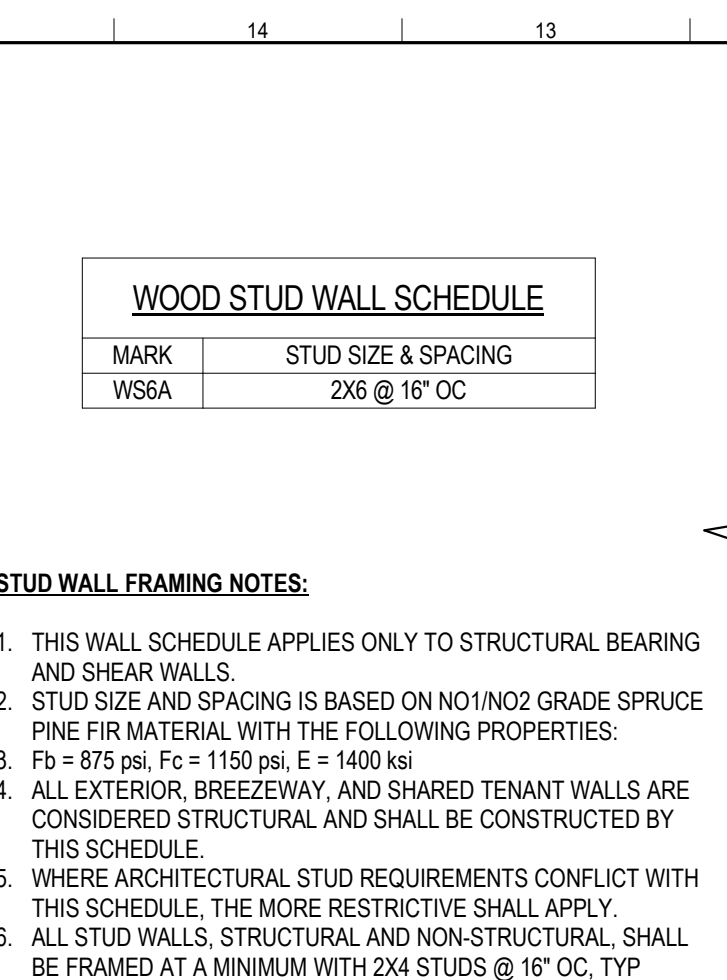 14 13
WOOD STUD WALL SCHEDULE
MARK STUD SIZE & SPACING
WS6A 2X6 @ 16" OC
STUD WALL FRAMING NOTES:
1. THIS WALL SCHEDULE APPLIES ONLY TO STRUCTURAL BEARING
AND SHEAR WALLS.
2. STUD SIZE AND SPACING IS BASED ON NO1/NO2 GRADE SPRUCE
PINE FIR MATERIAL WITH THE FOLLOWING PROPERTIES:
3. Fb = 875 psi, Fc = 1150 psi, E = 1400 ksi
4. ALL EXTERIOR, BREEZEWAY, AND SHARED TENANT WALLS ARE
CONSIDERED STRUCTURAL AND SHALL BE CONSTRUCTED BY
THIS SCHEDULE.
5. WHERE ARCHITECTURAL STUD REQUIREMENTS CONFLICT WITH
THIS SCHEDULE, THE MORE RESTRICTIVE SHALL APPLY.
6. ALL STUD WALLS, STRUCTURAL AND NON-STRUCTURAL, SHALL
BE FRAMED AT A MINIMUM WITH 2X4 STUDS @ 16" OC, TYP